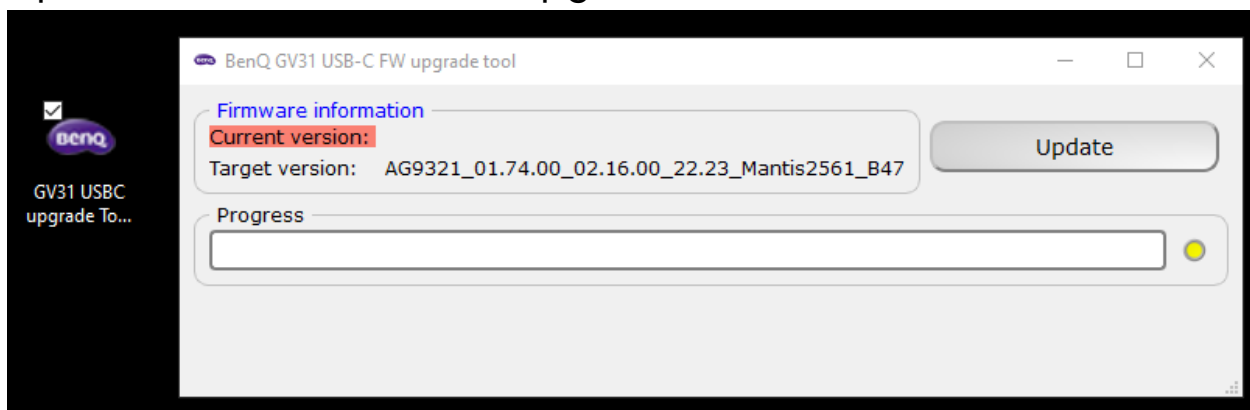 BenQ GV31 USB-C FW upgrade tool
Firmware information
Current version:
Target version: AG9321_01.74.00_02.16.00_22.23_Mantis2561_B47
Update
Progress
BenQ
GV31 USBC
upgrade To...